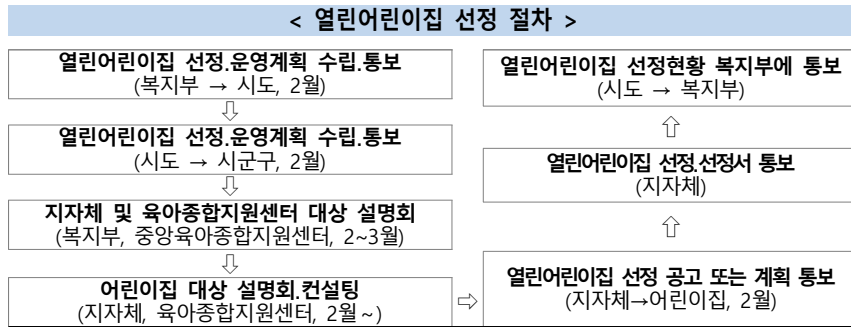 < 열린어린이집 선정 절차 >
열린어린이집 선정.운영계획 수립.통보
(복지부 → 시도, 2월)
⇩
열린어린이집 선정.운영계획 수립.통보
(시도 → 시군구, 2월)
⇩
지자체 및 육아종합지원센터 대상 설명회
(복지부, 중앙육아종합지원센터, 2~3월)
⇩
어린이집 대상 설명회.컨설팅
(지자체, 육아종합지원센터, 2월~)
⇨
열린어린이집 선정 공고 또는 계획 통보
(지자체→어린이집, 2월)
⇧
열린어린이집 선정.선정서 통보
(지자체)
⇧
열린어린이집 선정현황 복지부에 통보
(시도 → 복지부)